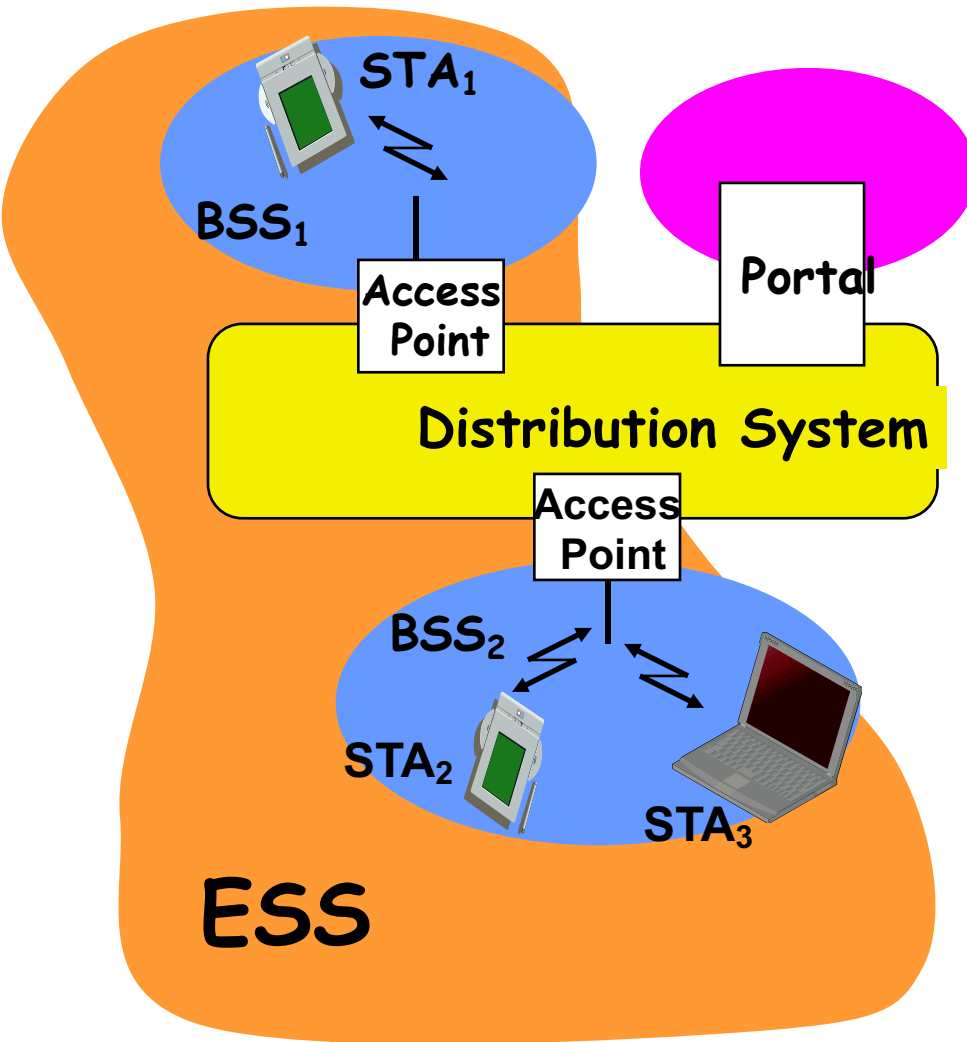 STA₁
BSS₁
Access
Point
Portal
Distribution System
Access
Point
BSS₂
STA₂
STA₃
ESS